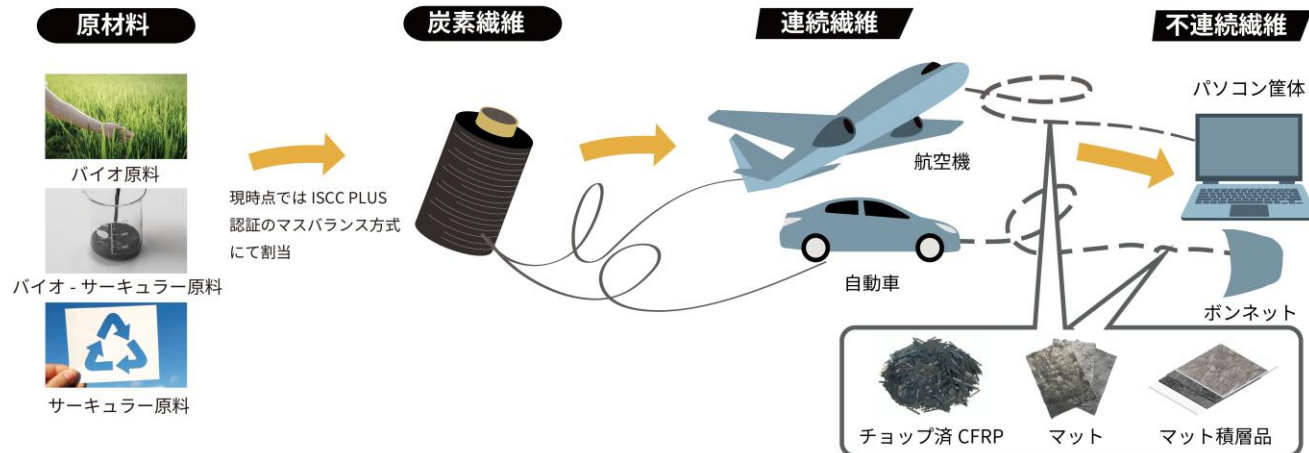 原材料
炭素繊維
連続繊維
不連続繊維
バイオ原料
バイオ - サーキュラー原料
サーキュラー原料
現時点では ISCC PLUS
認証のマスバランス方式
にて割当
航空機
自動車
パソコン筐体
ボンネット
チョップ済 CFRP
マット
マット積層品